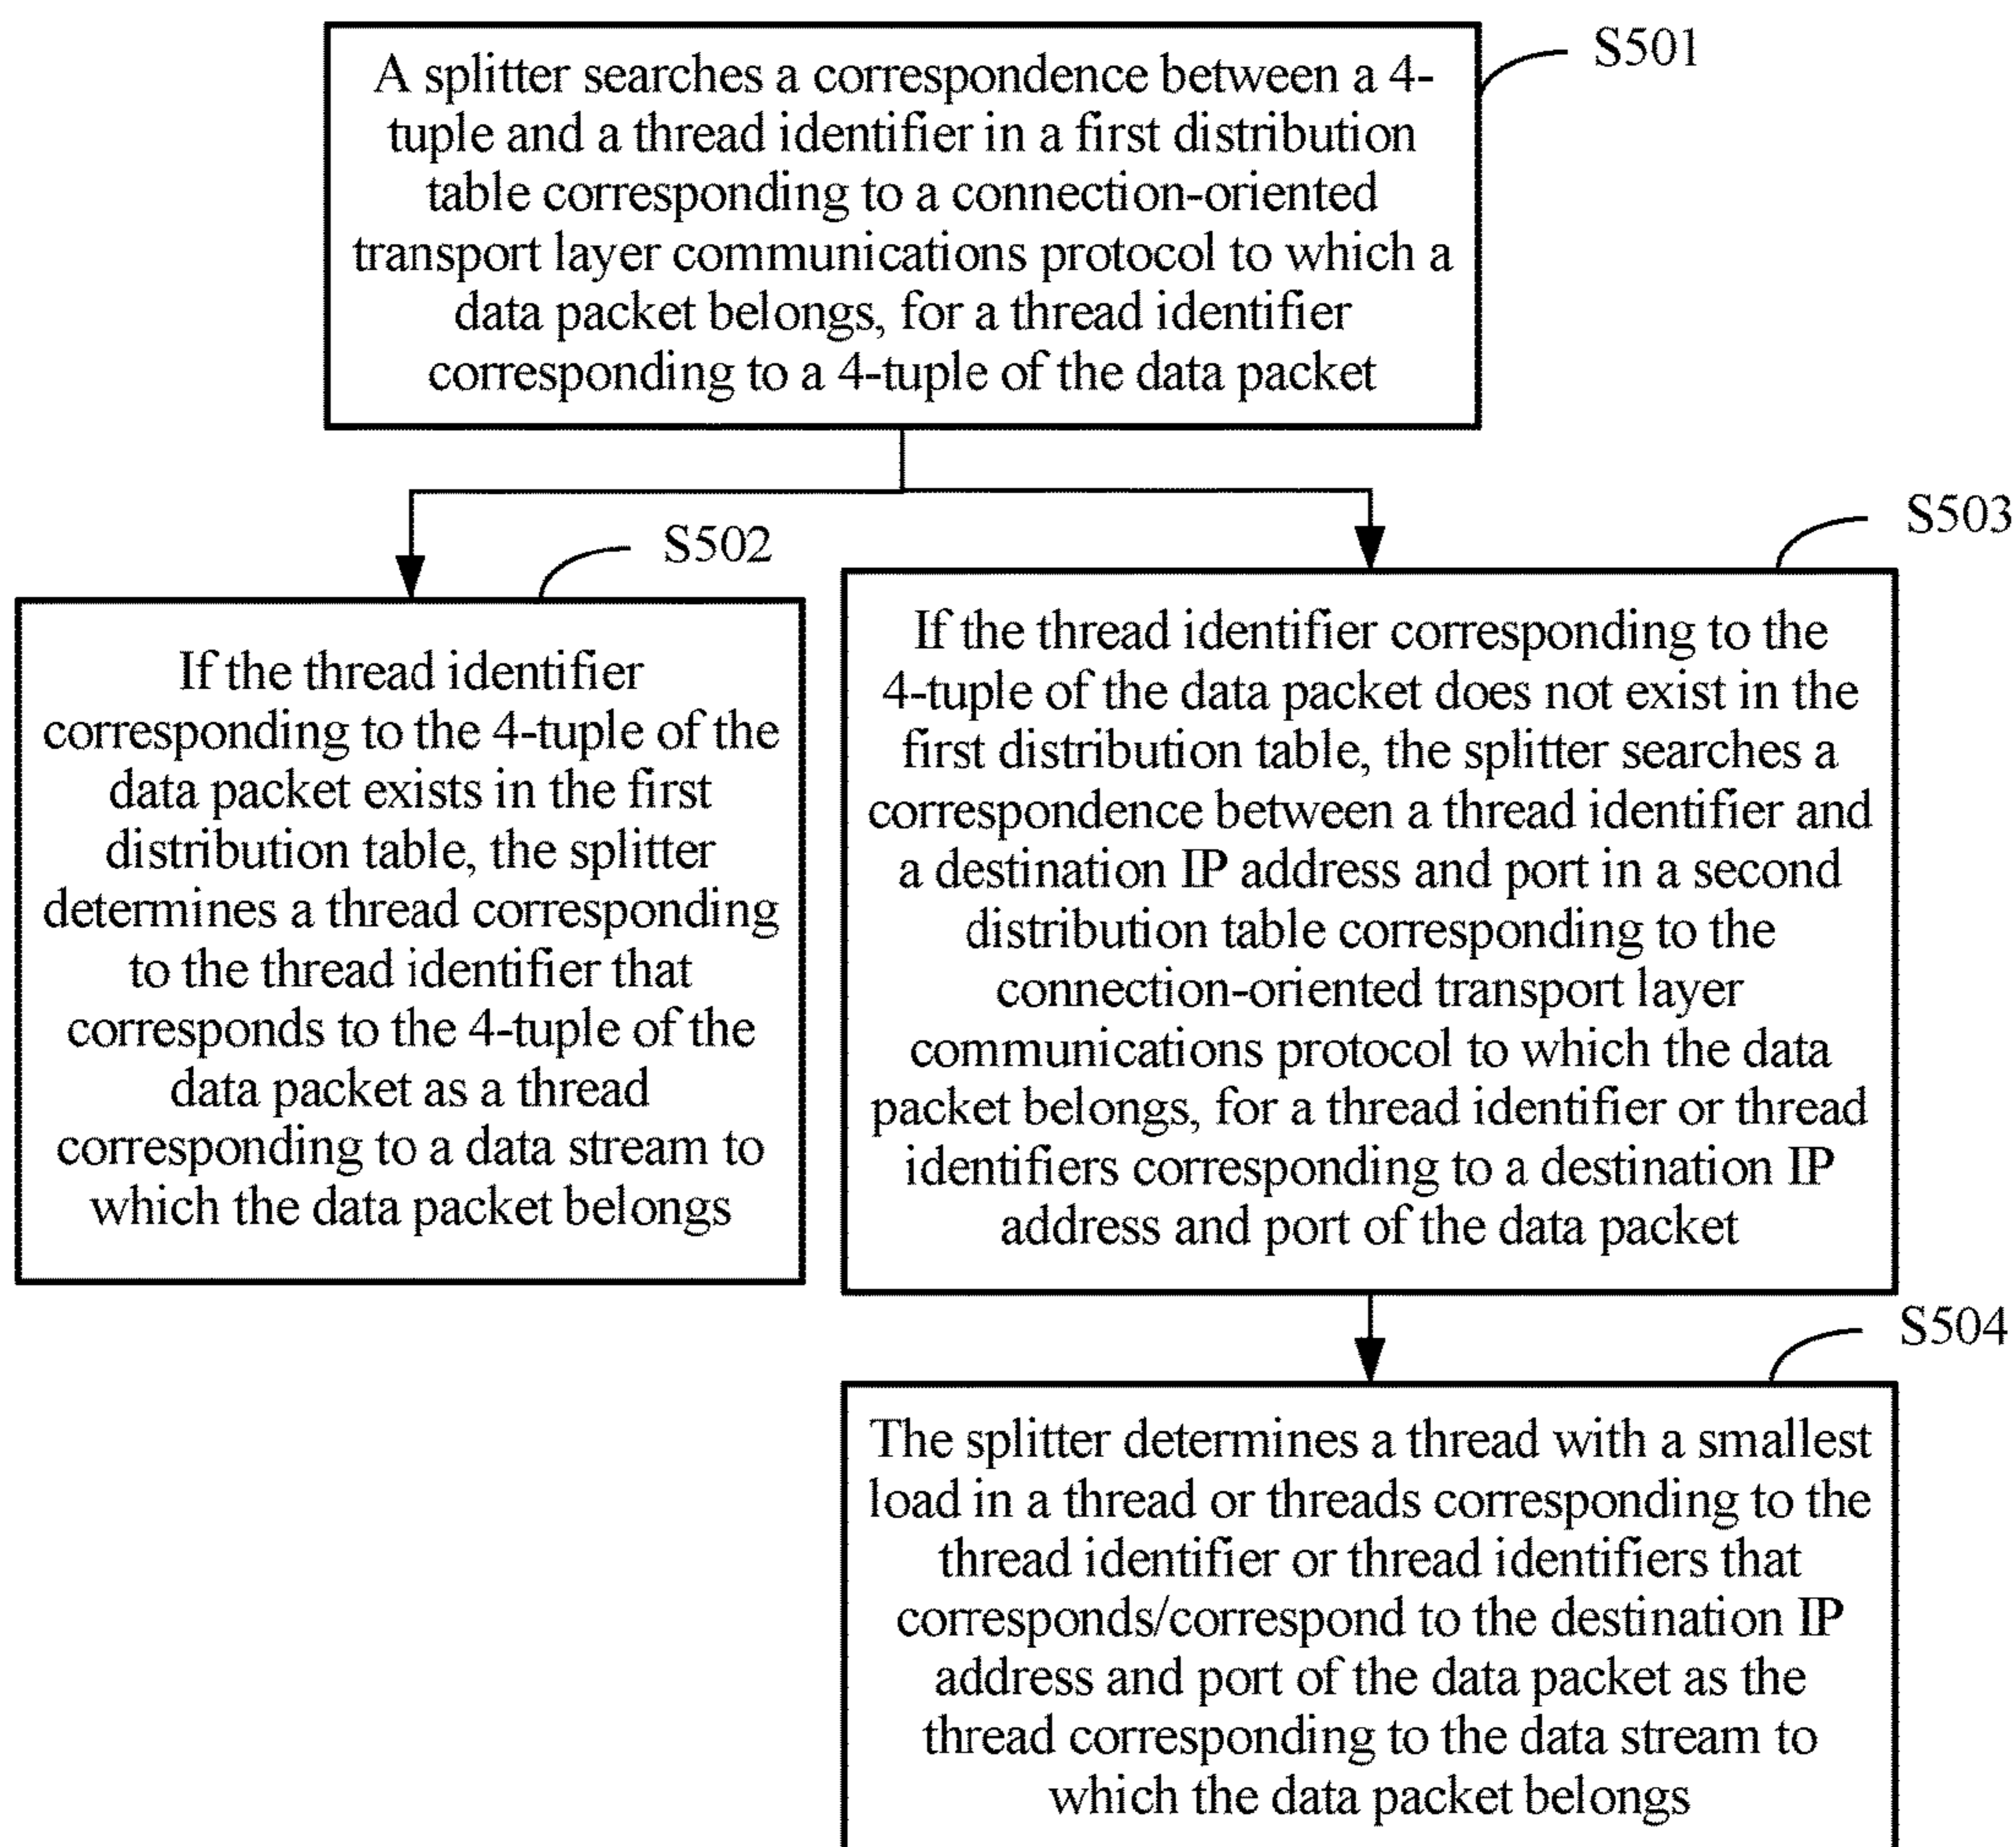 S501
A splitter searches a correspondence between a 4-
tuple and a thread identifier in a first distribution
table corresponding to a connection-oriented
transport layer communications protocol to which a
data packet belongs, for a thread identifier
corresponding to a 4-tuple of the data packet
S502
If the thread identifier
corresponding to the 4-tuple of the
data packet exists in the first
distribution table, the splitter
determines a thread corresponding
to the thread identifier that
corresponds to the 4-tuple of the
data packet as a thread
corresponding to a data stream to
which the data packet belongs
S503
If the thread identifier corresponding to the
4-tuple of the data packet does not exist in the
first distribution table, the splitter searches a
correspondence between a thread identifier and
a destination IP address and port in a second
distribution table corresponding to the
connection-oriented transport layer
communications protocol to which the data
packet belongs, for a thread identifier or thread
identifiers corresponding to a destination IP
address and port of the data packet
S504
The splitter determines a thread with a smallest
load in a thread or threads corresponding to the
thread identifier or thread identifiers that
corresponds/correspond to the destination IP
address and port of the data packet as the
thread corresponding to the data stream to
which the data packet belongs